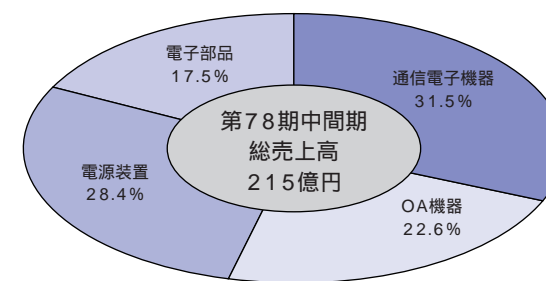 電子部品
17.5%
通信電子機器
31.5%
第78期中間期
総売上高
215億円
電源装置
28.4%
OA機器
22.6%